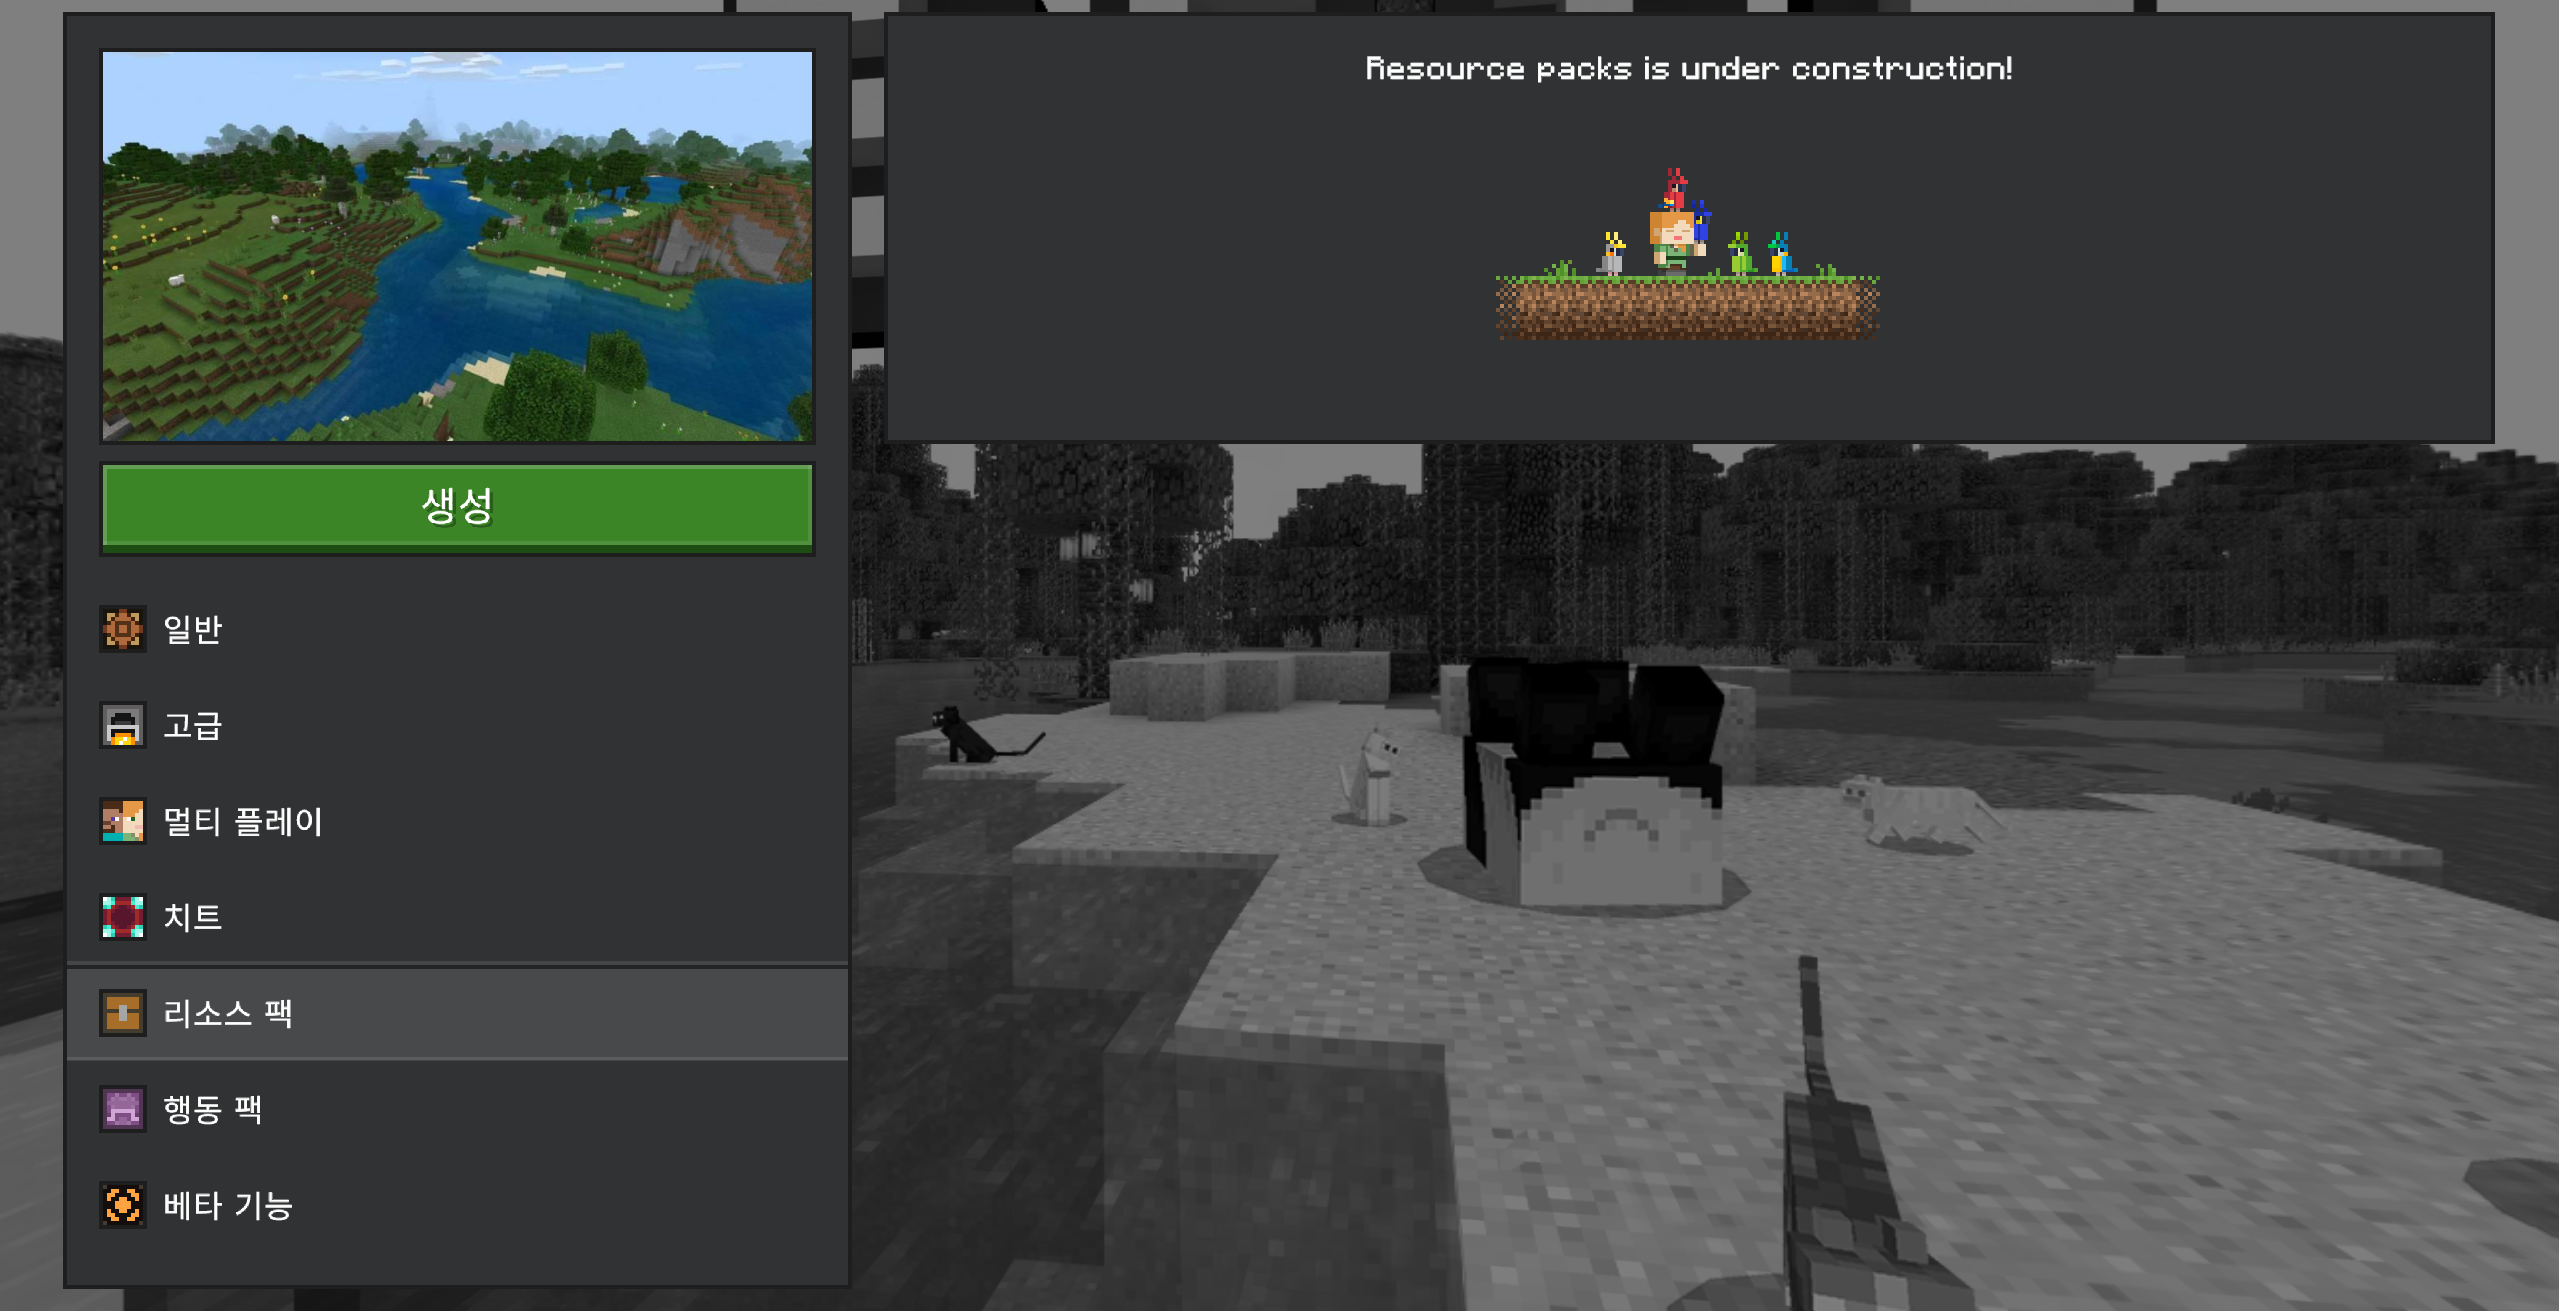 생성
일반
고급
멀티 플레이
치트
리소스 팩
행동 팩
베타 기능
Resource packs is under construction!